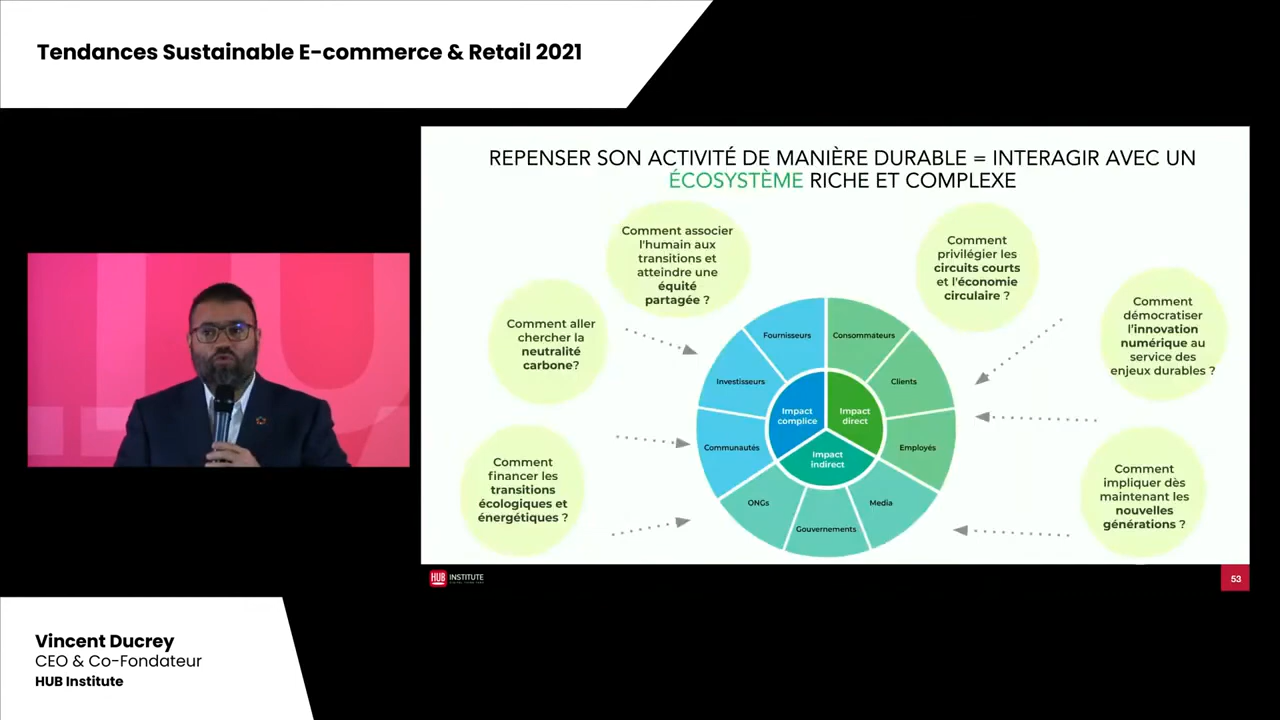 Tendances Sustainable E-commerce & Retail 2021
REPENSER SON ACTIVITÉ DE MANIÈRE DURABLE = INTERAGIR AVEC UN
ÉCOSYSTÈME RICHE ET COMPLEXE
Comment associer
l'humain aux
transitions et
atteindre une
équité
partagée ?
Comment
privilégier les
circuits courts
et l'économie
circulaire ?
Comment aller
chercher la
neutralité
carbone?
Comment
démocratiser
l'innovation
numérique au
service des
enjeux durables ?
Comment
financer les
transitions
écologiques et
énergétiques ?
Comment
impliquer dès
maintenant les
nouvelles
générations ?
Fournisseurs
Consommateurs
Investisseurs
Clients
Impact
complice
Impact
direct
Communautés
Employés
Impact
indirect
ONGs
Media
Gouvernements
HUB INSTITUTE
53
Vincent Ducrey
CEO & Co-Fondateur
HUB Institute